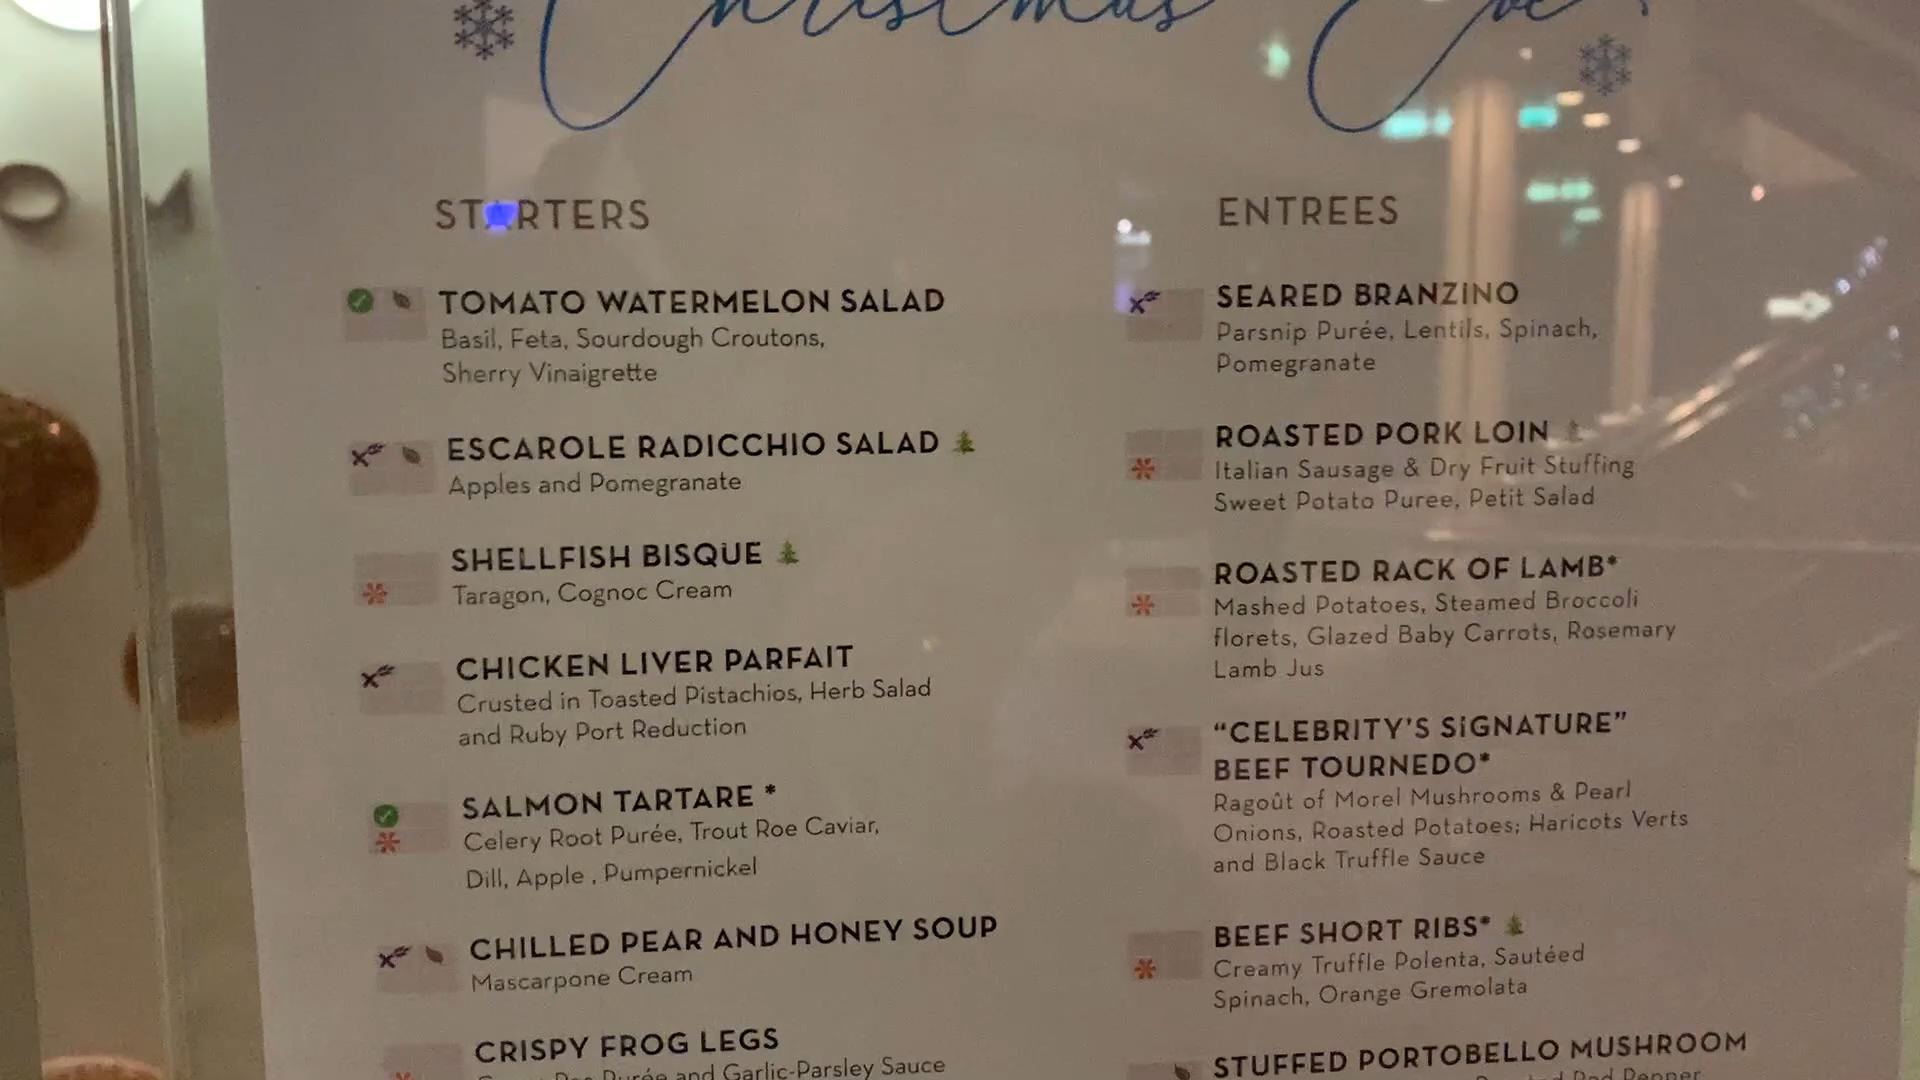 Christmas Eve
STARTERS
TOMATO WATERMELON SALAD
Basil, Feta, Sourdough Croutons,
Sherry Vinaigrette
ESCAROLE RADICCHIO SALAD
Apples and Pomegranate
SHELLFISH BISQUE
Taragon, Cognoc Cream
CHICKEN LIVER PARFAIT
Crusted in Toasted Pistachios, Herb Salad
and Ruby Port Reduction
SALMON TARTARE *
Celery Root Purée, Trout Roe Caviar,
Dill, Apple , Pumpernickel
CHILLED PEAR AND HONEY SOUP
Mascarpone Cream
CRISPY FROG LEGS
Purée and Garlic-Parsley Sauce
ENTREES
SEARED BRANZINO
Parsnip Purée, Lentils, Spinach,
Pomegranate
ROASTED PORK LOIN
Italian Sausage & Dry Fruit Stuffing
Sweet Potato Puree, Petit Salad
ROASTED RACK OF LAMB*
Mashed Potatoes, Steamed Broccoli
florets, Glazed Baby Carrots, Rosemary
Lamb Jus
“CELEBRITY’S SiGNATURE”
BEEF TOURNEDO*
Ragoût of Morel Mushrooms & Pearl
Onions, Roasted Potatoes; Haricots Verts
and Black Truffle Sauce
BEEF SHORT RIBS*
Creamy Truffle Polenta, Sautéed
Spinach, Orange Gremolata
STUFFED PORTOBELLO MUSHROOM
Red Pepper
OM